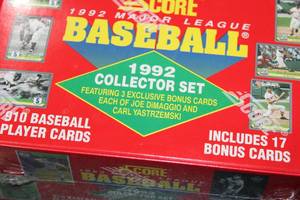 SCORE
1992 MAJOR LEAGUE
BASEBALL®
1992
COLLECTOR SET
FEATURING 3 EXCLUSIVE BONUS CARDS
EACH OF JOE DIMAGGIO AND
CARL YASTRZEMSKI
910 BASEBALL
PLAYER CARDS
INCLUDES 17
BONUS CARDS
SCORE
BASEBALL